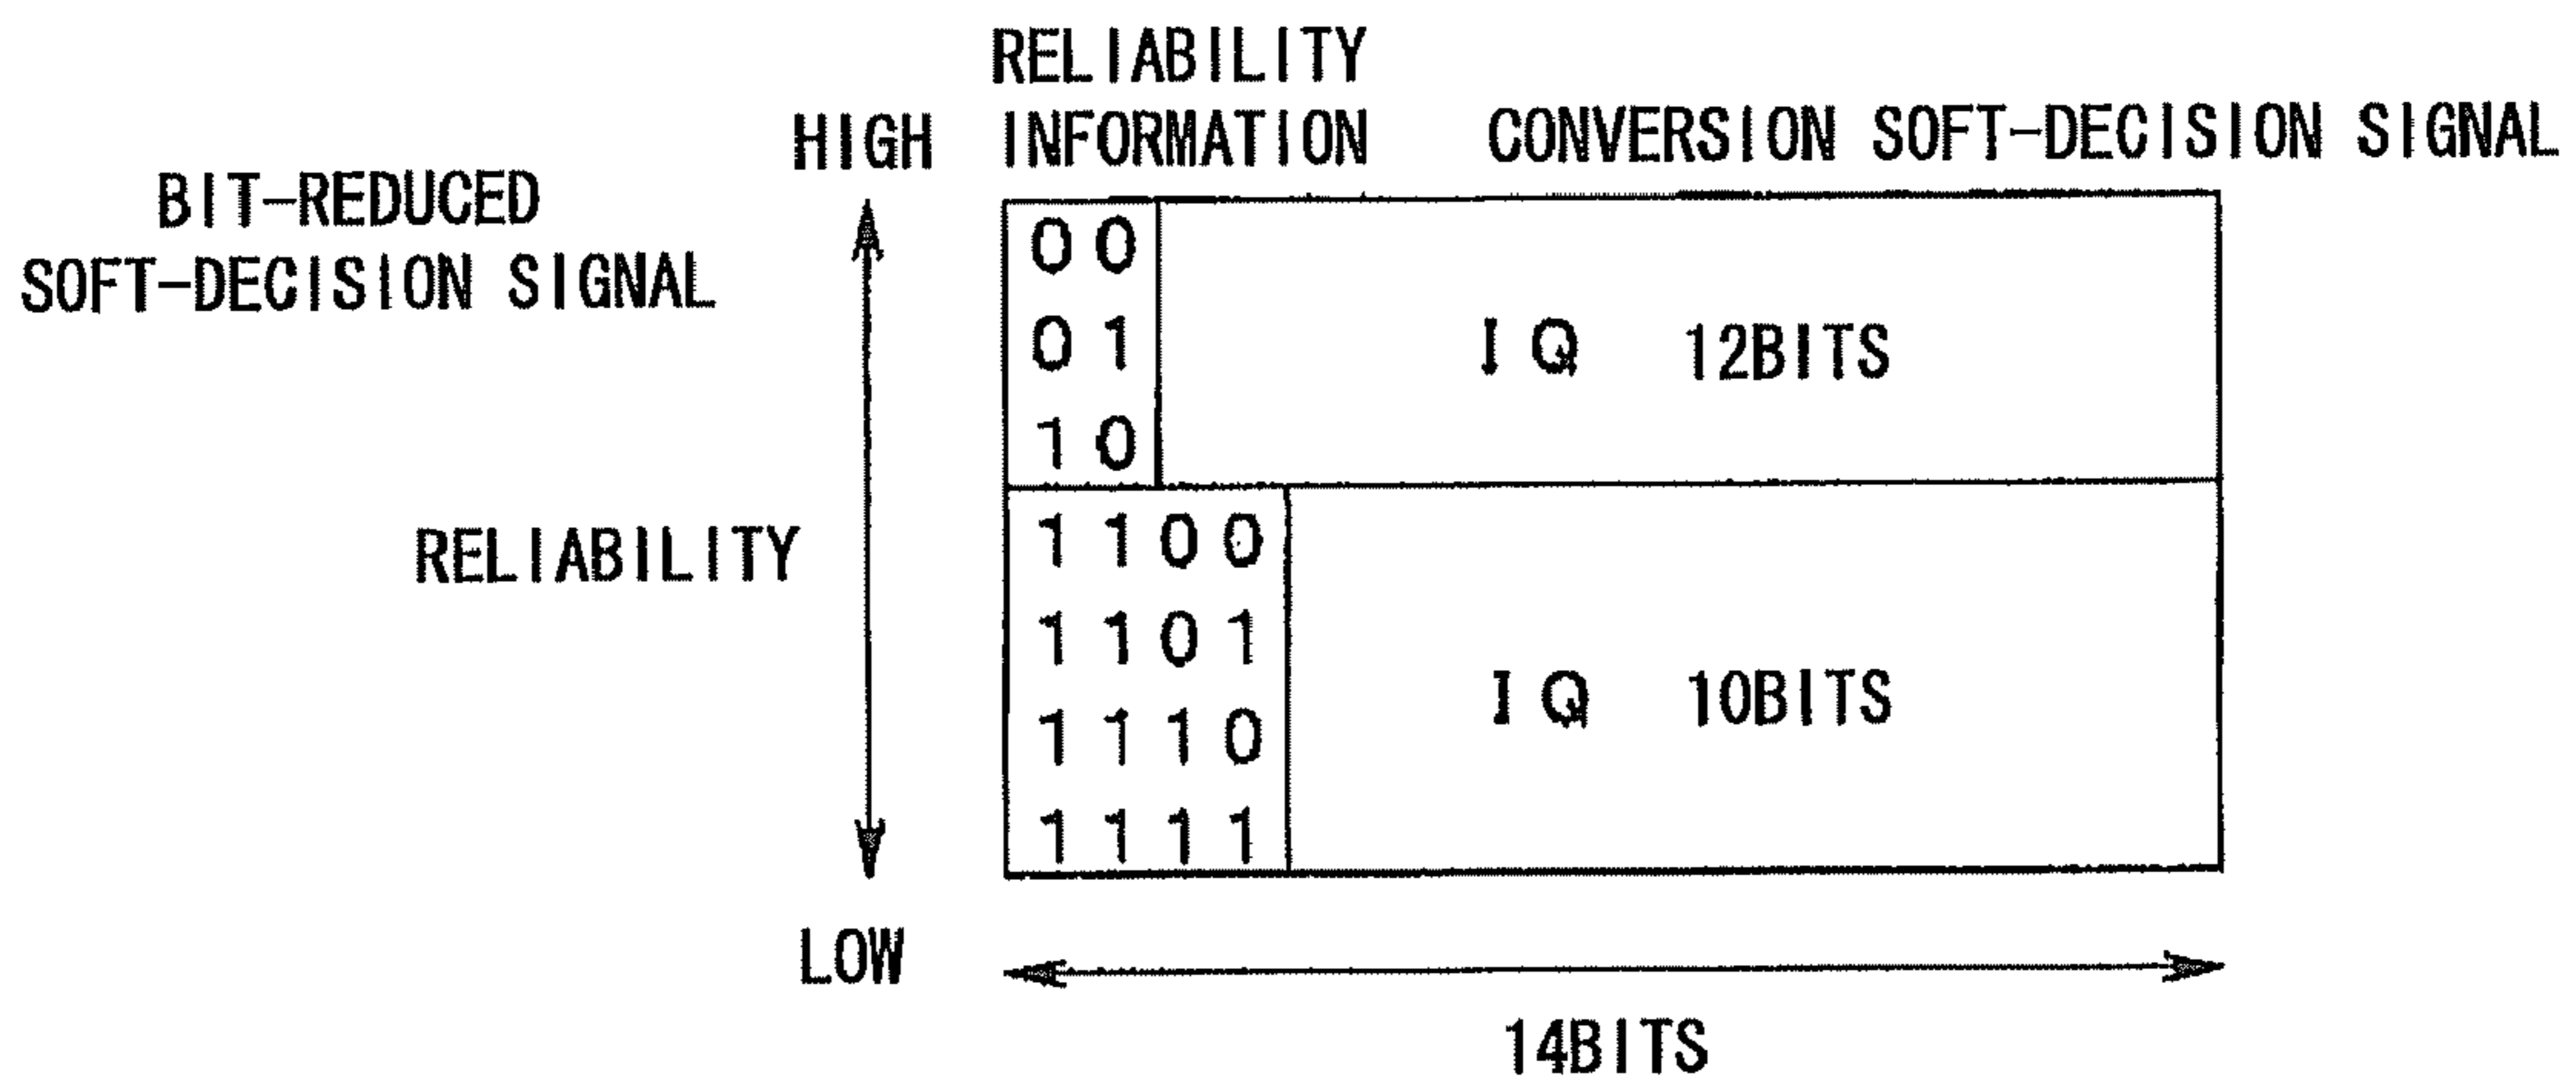 RELIABILITY
HIGH INFORMATION CONVERSION SOFT-DECISION SIGNAL
BIT-REDUCED
SOFT-DECISION SIGNAL
00
01
IQ 12BITS
10
RELIABILITY
1100
1101
1110
IQ 10BITS
1111
LOW
14BITS